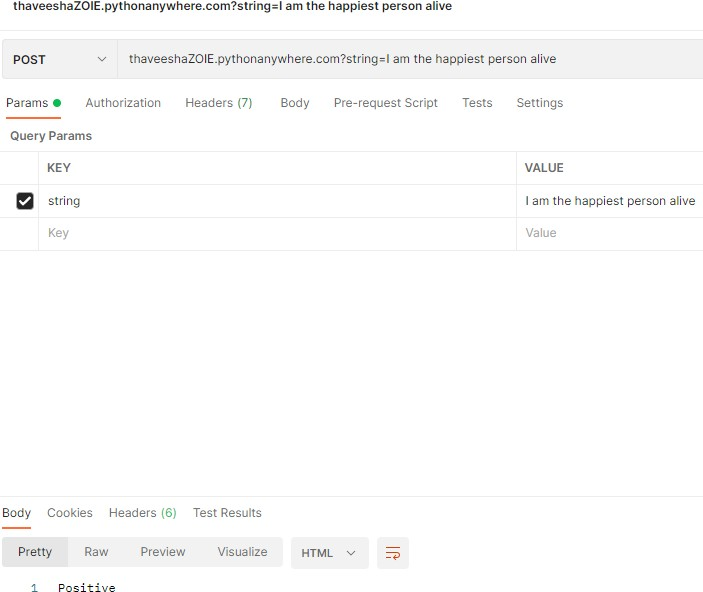 thaveeshaZOIE.pythonanywhere.com?string=I am the happiest person alive
POST thaveeshaZOIE.pythonanywhere.com?string=I am the happiest person alive
Params Authorization Headers (7) Body Pre-request Script Tests Settings
Query Params
KEY VALUE
string I am the happiest person alive
Key Value
Body Cookies Headers (6) Test Results
Pretty Raw Preview Visualize HTML
1 Positive